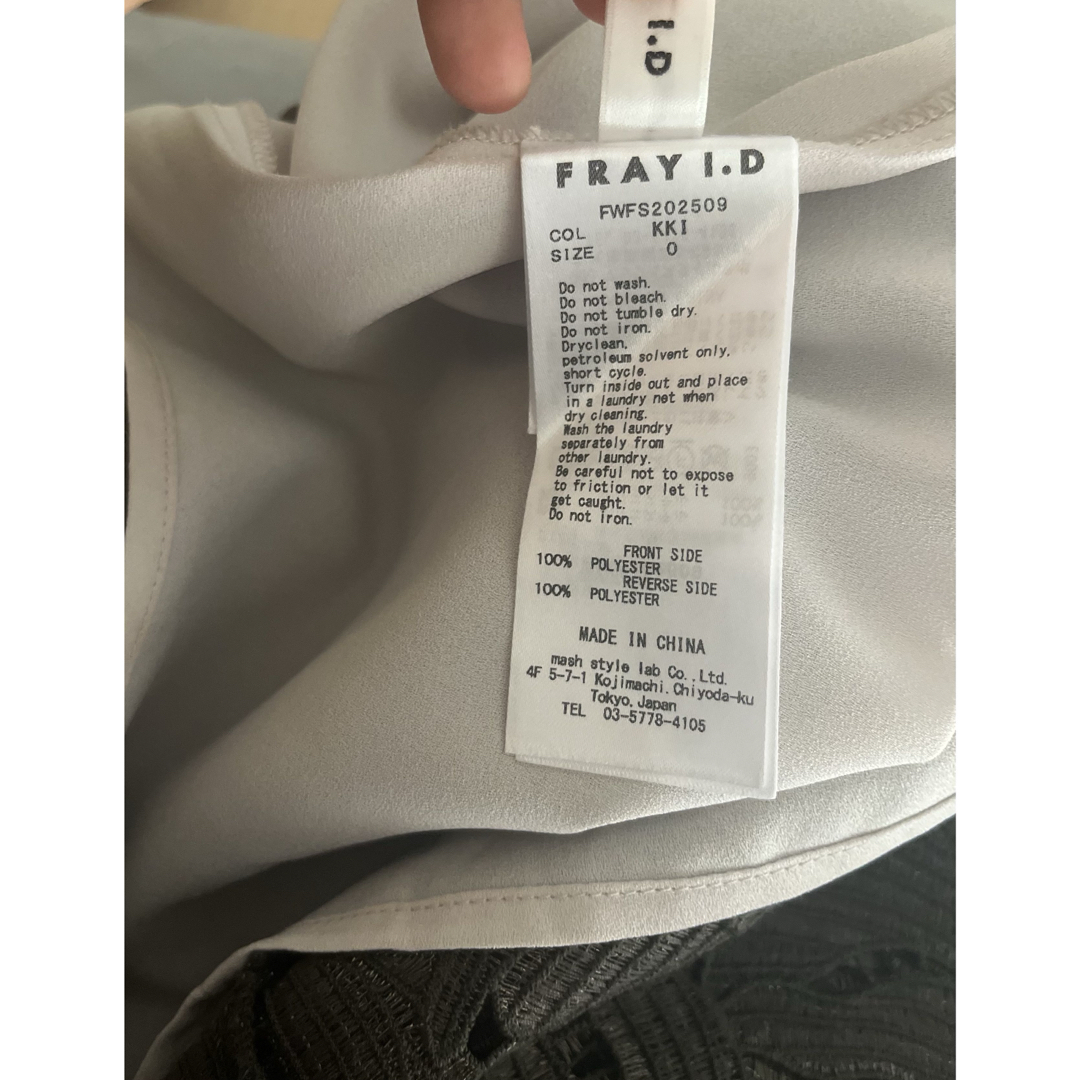 I.D
FRAY I.D
FWFS202509
COL KKI
SIZE 0
Do not wash.
Do not bleach.
Do not tumble dry.
Do not iron.
Dryclean,
petroleum solvent only,
short cycle.
Turn inside out and place
in a laundry net when
dry cleaning.
Wash the laundry
separately from
other laundry.
Be careful not to expose
to friction or let it
get caught.
Do not iron.
FRONT SIDE
100% POLYESTER
REVERSE SIDE
100% POLYESTER
MADE IN CHINA
mash style lab Co.,Ltd.
4F 5-7-1 Kojimachi,Chiyoda-ku
Tokyo,Japan
TEL 03-5778-4105